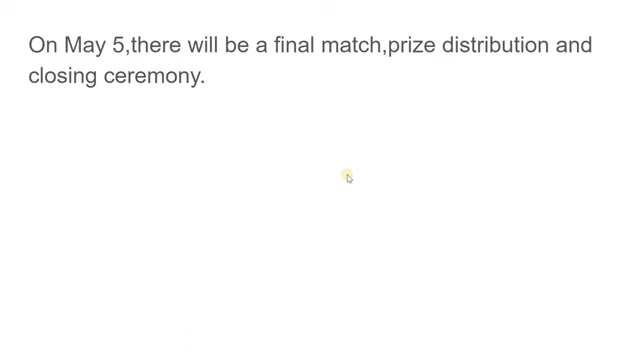 On May 5,there will be a final match,prize distribution and
closing ceremony.